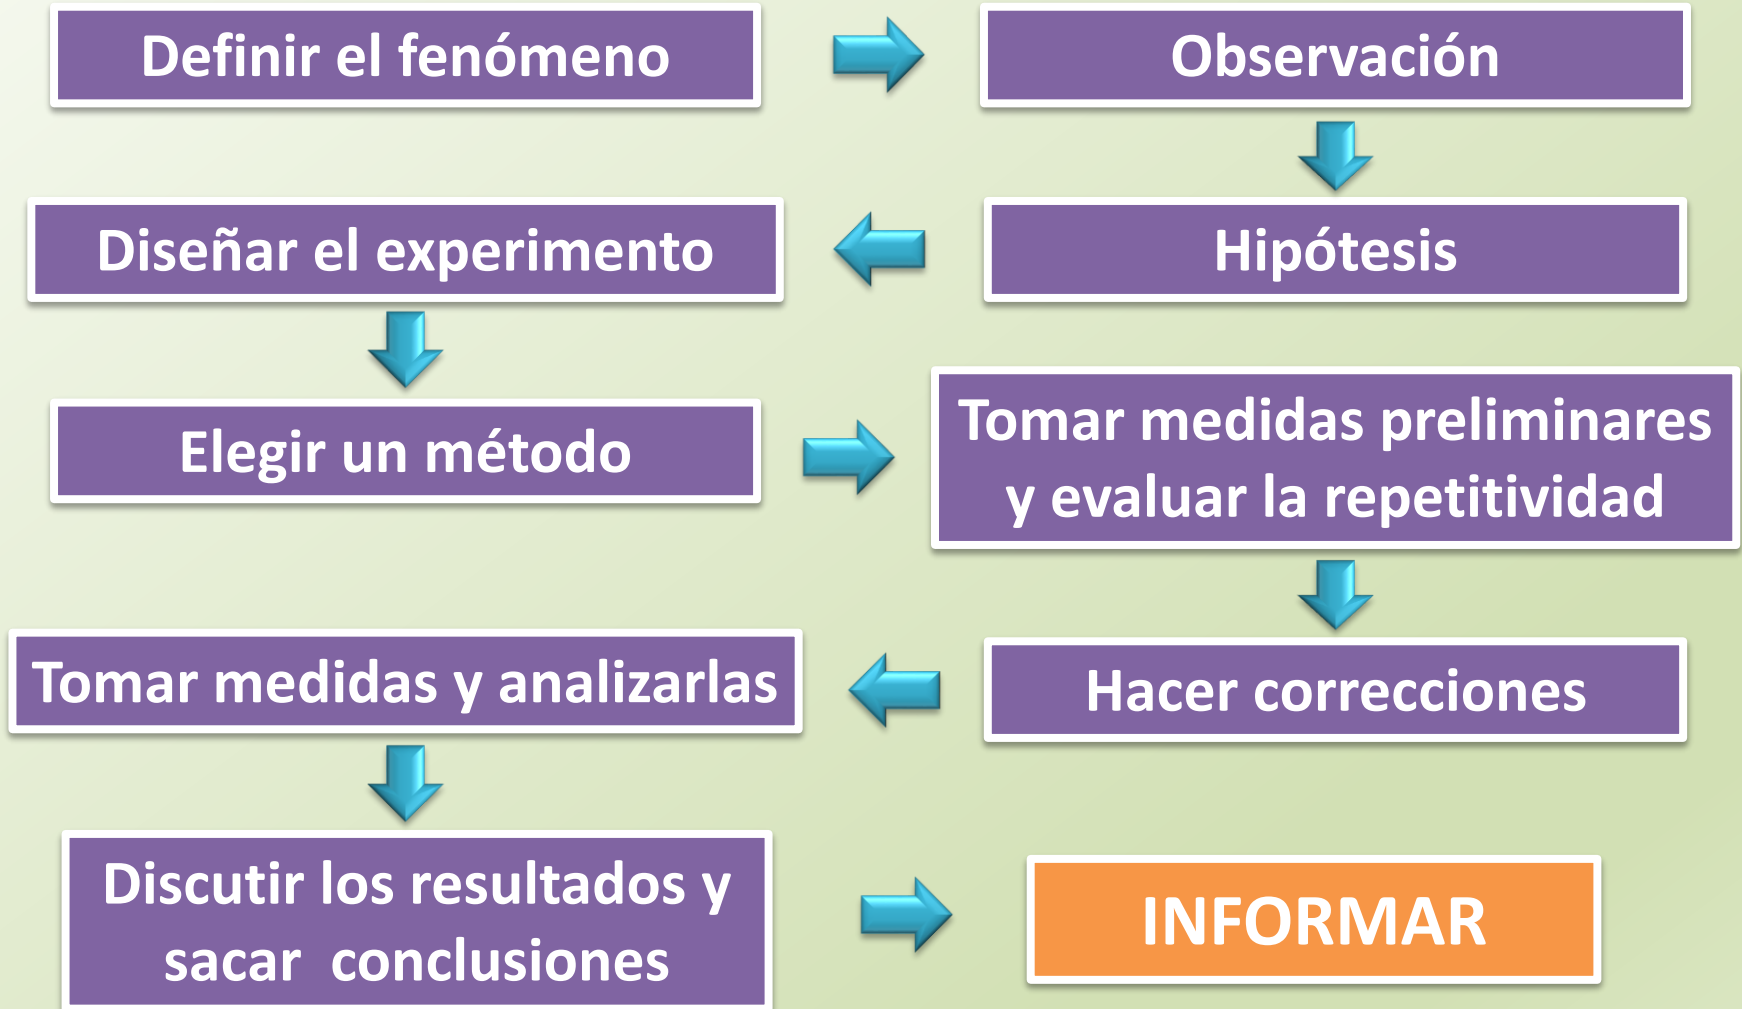 Definir el fenómeno
Observación
Hipótesis
Diseñar el experimento
Elegir un método
Tomar medidas preliminares
y evaluar la repetitividad
Hacer correcciones
Tomar medidas y analizarlas
Discutir los resultados y
sacar conclusiones
INFORMAR